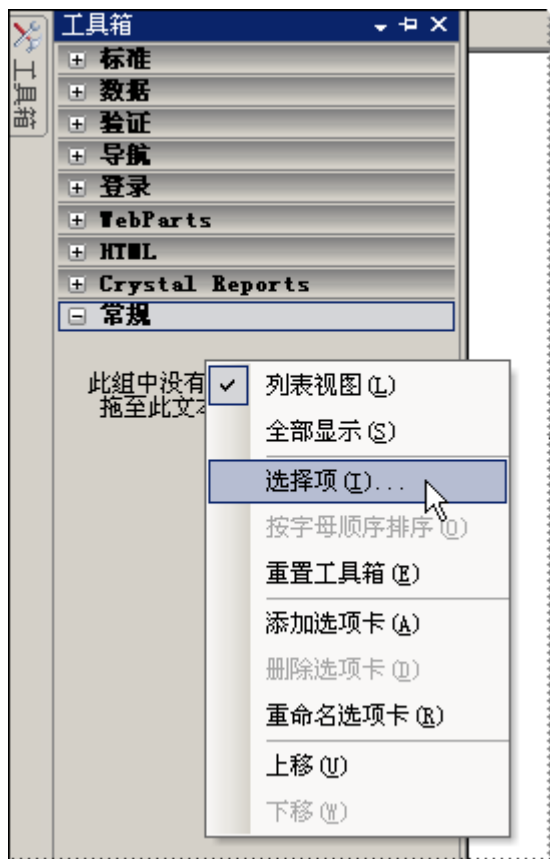 工具箱
工具箱
标准
数据
验证
导航
登录
WebParts
HTML
Crystal Reports
常规
此组中没有
拖至此文
列表视图(L)
全部显示(S)
选择项(I)...
按字母顺序排序(O)
重置工具箱(E)
添加选项卡(A)
删除选项卡(D)
重命名选项卡(R)
上移(U)
下移(W)